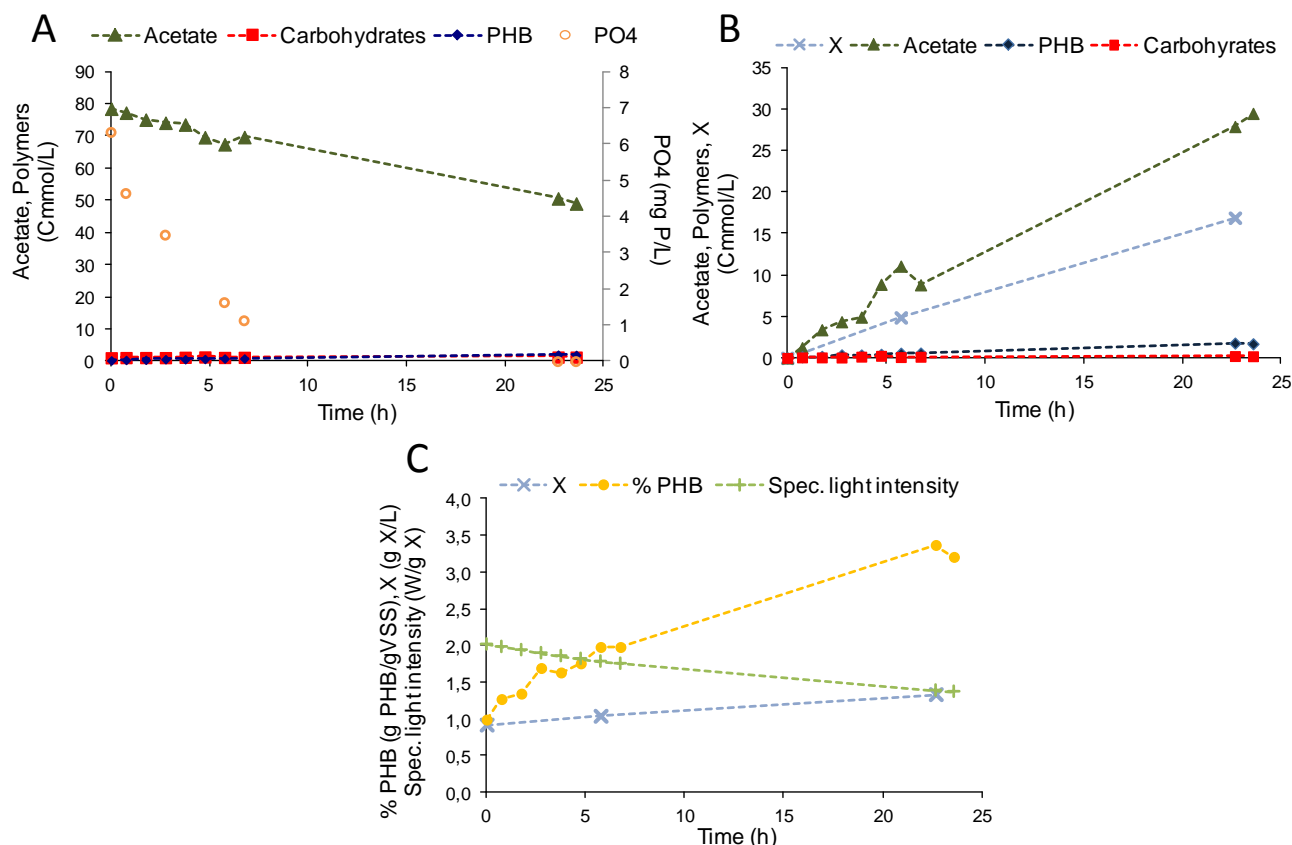 A
Acetate Carbohydrates PHB PO4
90
80
70
60
50
40
30
20
10
0
Acetate, Polymers
(Cmmol/L)
8
7
6
5
4
3
2
1
0
PO4 (mg P/L)
0 5 10 15 20 25
Time (h)
B
X Acetate PHB Carbohyrates
35
30
25
20
15
10
5
0
Acetate, Polymers, X
(Cmmol/L)
0 5 10 15 20 25
Time (h)
C
X % PHB Spec. light intensity
4,0
3,5
3,0
2,5
2,0
1,5
1,0
0,5
0,0
% PHB (g PHB/gVSS), X (g X/L)
Spec. light intensity (W/g X)
0 5 10 15 20 25
Time (h)